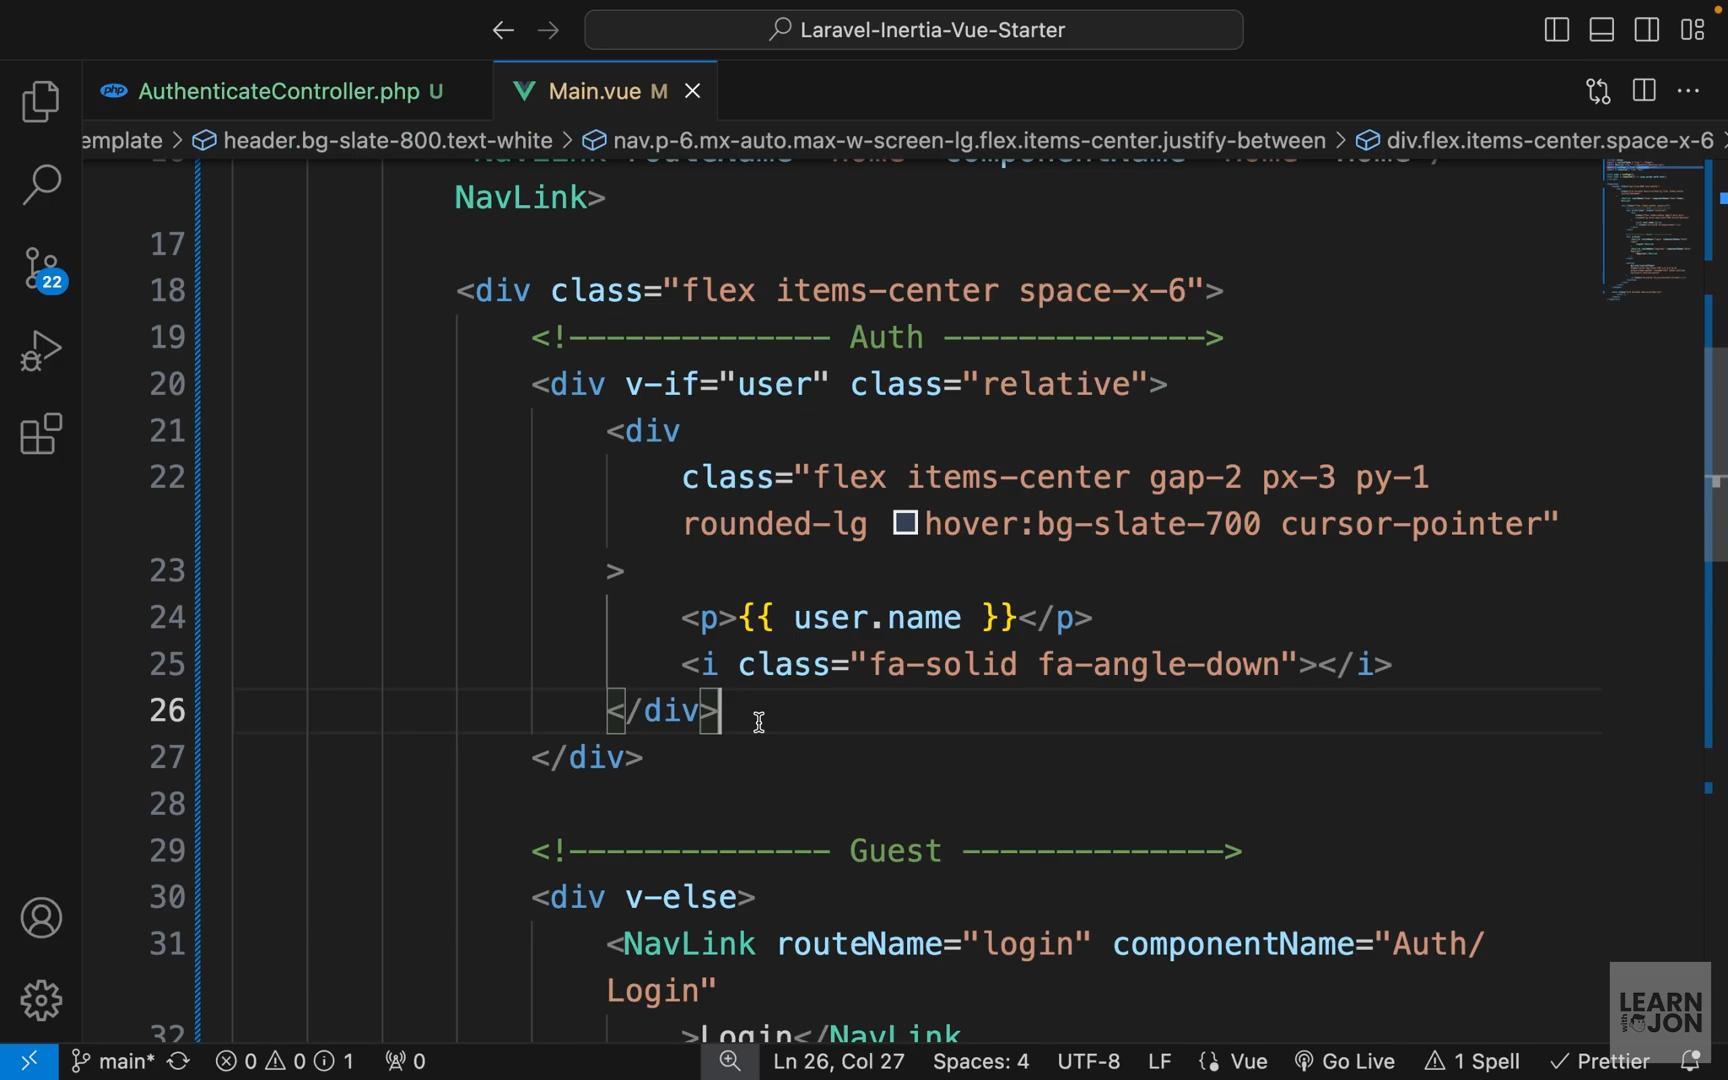 Laravel-Inertia-Vue-Starter
AuthenticateController.php U
Main.vue M
emplate > header.bg-slate-800.text-white > nav.p-6.mx-auto.max-w-screen-lg.flex.items-center.justify-between > div.flex.items-center.space-x-6
NavLink>
17
18 <div class="flex items-center space-x-6">
19 <!-------------- Auth -------------->
20 <div v-if="user" class="relative">
21 <div
22 class="flex items-center gap-2 px-3 py-1
rounded-lg hover:bg-slate-700 cursor-pointer"
23 >
24 <p>{{ user.name }}</p>
25 <i class="fa-solid fa-angle-down"></i>
26 </div>
27 </div>
28
29 <!-------------- Guest -------------->
30 <div v-else>
31 <NavLink routeName="login" componentName="Auth/
Login"
32 >Login</NavLink
22
LEARN
with JON
main* 0 0 1 0 Ln 26, Col 27 Spaces: 4 UTF-8 LF Vue Go Live 1 Spell Prettier